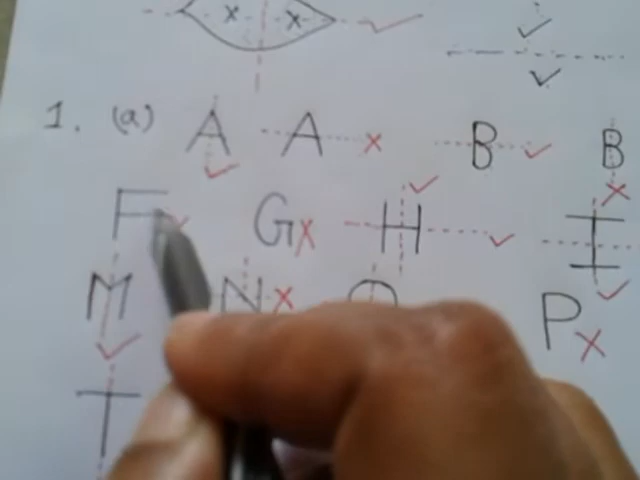 x x ✓
✓
✓
1. (a) A A x B ✓ B
✓ x
F x G x H ✓ ✓ I
✓
M N x O P x
✓
T